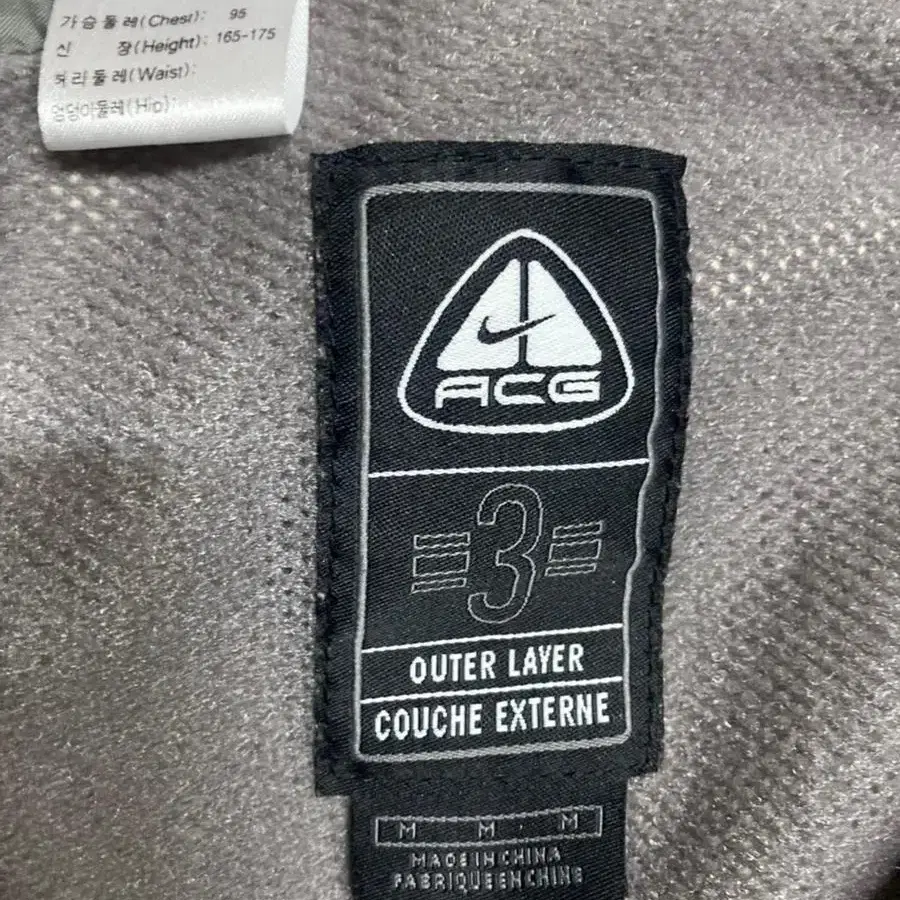 가슴둘레(Chest): 95
신 장(Height): 165-175
허리둘레(Waist):
엉덩이둘레(Hip):
ACG
3
OUTER LAYER
COUCHE EXTERNE
M M M
MADE IN CHINA
FABRIQUE EN CHINE